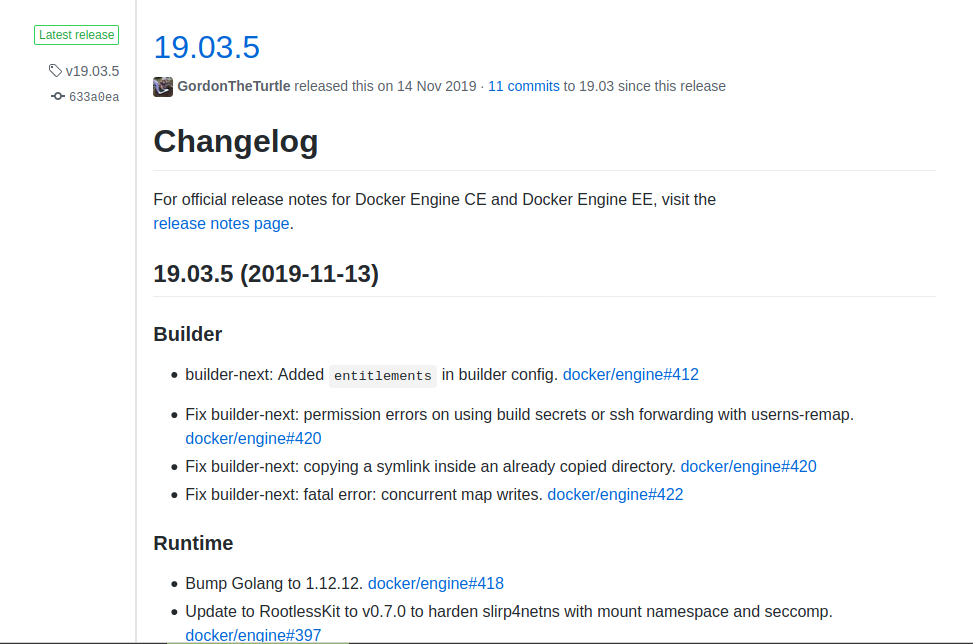 Latest release
v19.03.5
633a0ea
19.03.5
GordonTheTurtle released this on 14 Nov 2019 · 11 commits to 19.03 since this release
Changelog
For official release notes for Docker Engine CE and Docker Engine EE, visit the
release notes page.
19.03.5 (2019-11-13)
Builder
• builder-next: Added entitlements in builder config. docker/engine#412
• Fix builder-next: permission errors on using build secrets or ssh forwarding with userns-remap.
docker/engine#420
• Fix builder-next: copying a symlink inside an already copied directory. docker/engine#420
• Fix builder-next: fatal error: concurrent map writes. docker/engine#422
Runtime
• Bump Golang to 1.12.12. docker/engine#418
• Update to RootlessKit to v0.7.0 to harden slirp4netns with mount namespace and seccomp.
docker/engine#397